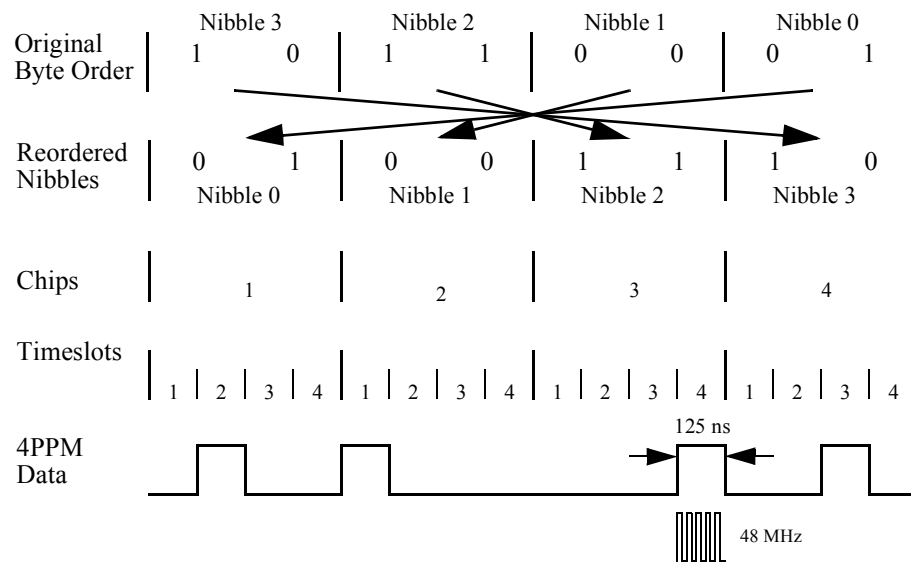 Nibble 3 Nibble 2 Nibble 1 Nibble 0
Original
Byte Order
1 0 1 1 0 0 0 1
Reordered
Nibbles
0 1 0 0 1 1 1 0
Nibble 0 Nibble 1 Nibble 2 Nibble 3
Chips
1 2 3 4
Timeslots
1 2 3 4 1 2 3 4 1 2 3 4 1 2 3 4
4PPM
Data
125 ns
48 MHz